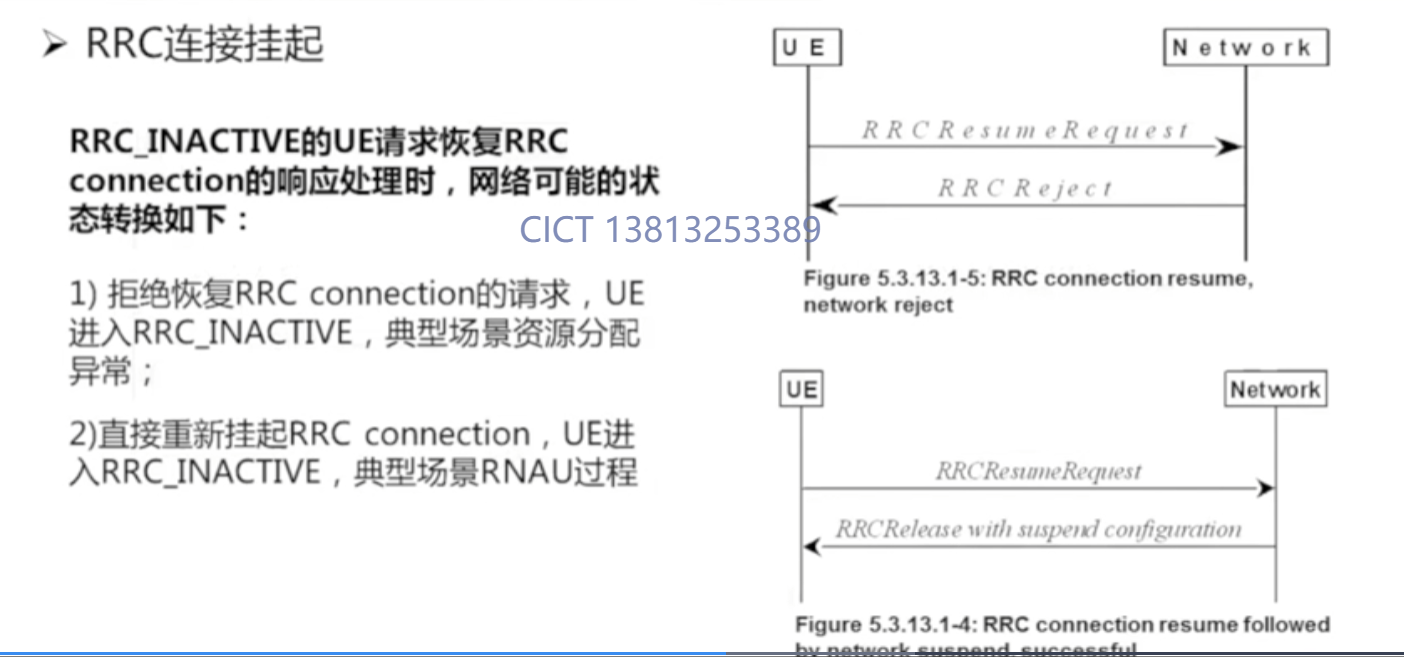 ➢ RRC连接挂起
RRC_INACTIVE的UE请求恢复RRC
connection的响应处理时，网络可能的状
态转换如下：
1) 拒绝恢复RRC connection的请求，UE
进入RRC_INACTIVE，典型场景资源分配
异常；
2)直接重新挂起RRC connection，UE进
入RRC_INACTIVE，典型场景RNAU过程
CICT 13813253389
UE
Network
RRCResumeRequest
RRCReject
Figure 5.3.13.1-5: RRC connection resume,
network reject
UE
Network
RRCResumeRequest
RRCRelease with suspend configuration
Figure 5.3.13.1-4: RRC connection resume followed
by network suspend, successful